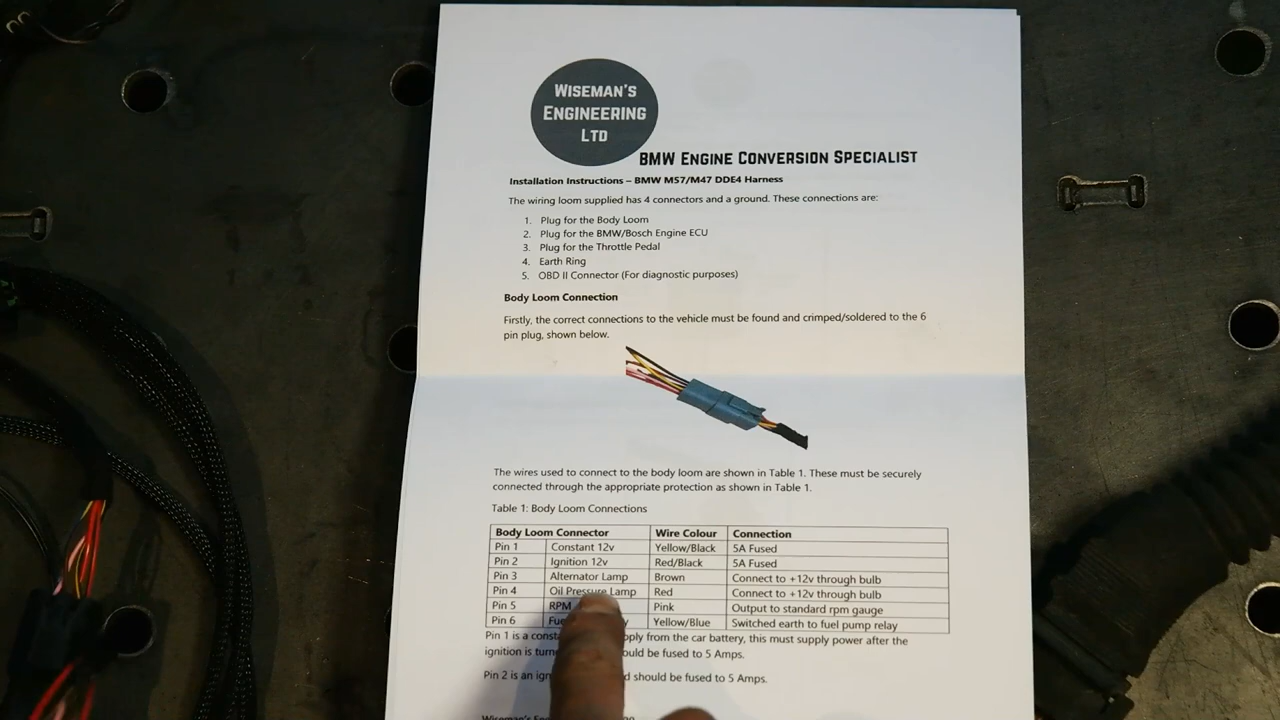 WISEMAN'S
ENGINEERING
LTD
BMW ENGINE CONVERSION SPECIALIST
Installation Instructions – BMW M57/M47 DDE4 Harness
The wiring loom supplied has 4 connectors and a ground. These connections are:
1. Plug for the Body Loom
2. Plug for the BMW/Bosch Engine ECU
3. Plug for the Throttle Pedal
4. Earth Ring
5. OBD II Connector (For diagnostic purposes)
Body Loom Connection
Firstly, the correct connections to the vehicle must be found and crimped/soldered to the 6
pin plug, shown below.
The wires used to connect to the body loom are shown in Table 1. These must be securely
connected through the appropriate protection as shown in Table 1.
Table 1: Body Loom Connections
Body Loom Connector Wire Colour Connection
Pin 1 Constant 12v Yellow/Black 5A Fused
Pin 2 Ignition 12v Red/Black 5A Fused
Pin 3 Alternator Lamp Brown Connect to +12v through bulb
Pin 4 Oil Pressure Lamp Red Connect to +12v through bulb
Pin 5 RPM Pink Output to standard rpm gauge
Pin 6 Yellow/Blue Switched earth to fuel pump relay
Pin 1 is a from the car battery, this must supply power after the
ignition is be fused to 5 Amps.
Pin 2 is an should be fused to 5 Amps.